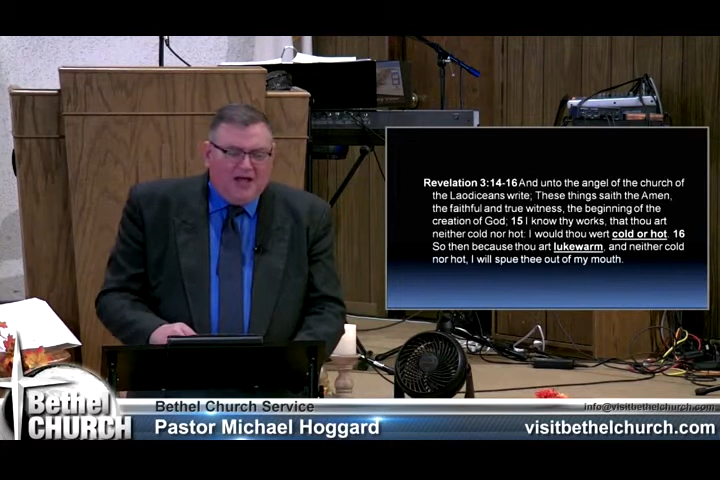 Revelation 3:14-16 And unto the angel of the church of
the Laodiceans write; These things saith the Amen,
the faithful and true witness, the beginning of the
creation of God; 15 I know thy works, that thou art
neither cold nor hot: I would thou wert cold or hot. 16
So then because thou art lukewarm, and neither cold
nor hot, I will spue thee out of my mouth.
Bethel
CHURCH
Bethel Church Service
info@visitbethelchurch.com
Pastor Michael Hoggard
visitbethelchurch.com